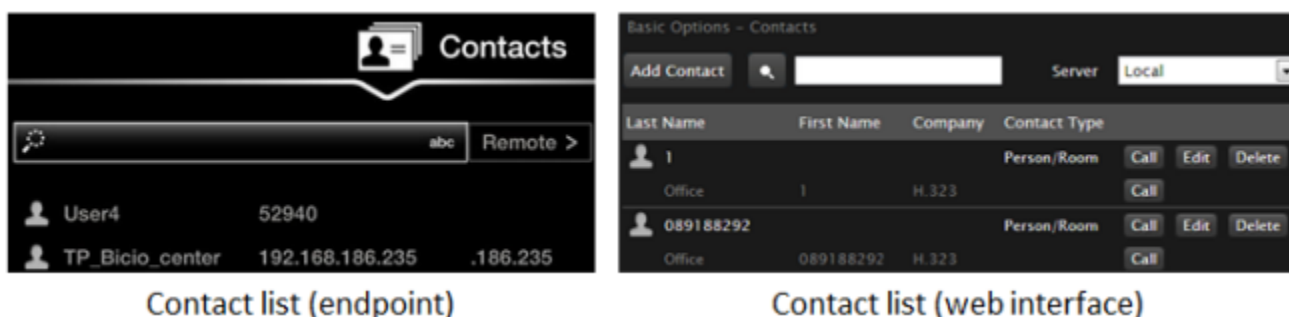 Contacts
abc Remote >
User4 52940
TP_Bicio_center 192.168.186.235 .186.235
Contact list (endpoint)
Basic Options - Contacts
Add Contact Server Local
Last Name First Name Company Contact Type
1 Person/Room Call Edit Delete
Office 1 H.323 Call
089188292 Person/Room Call Edit Delete
Office 089188292 H.323 Call
Contact list (web interface)